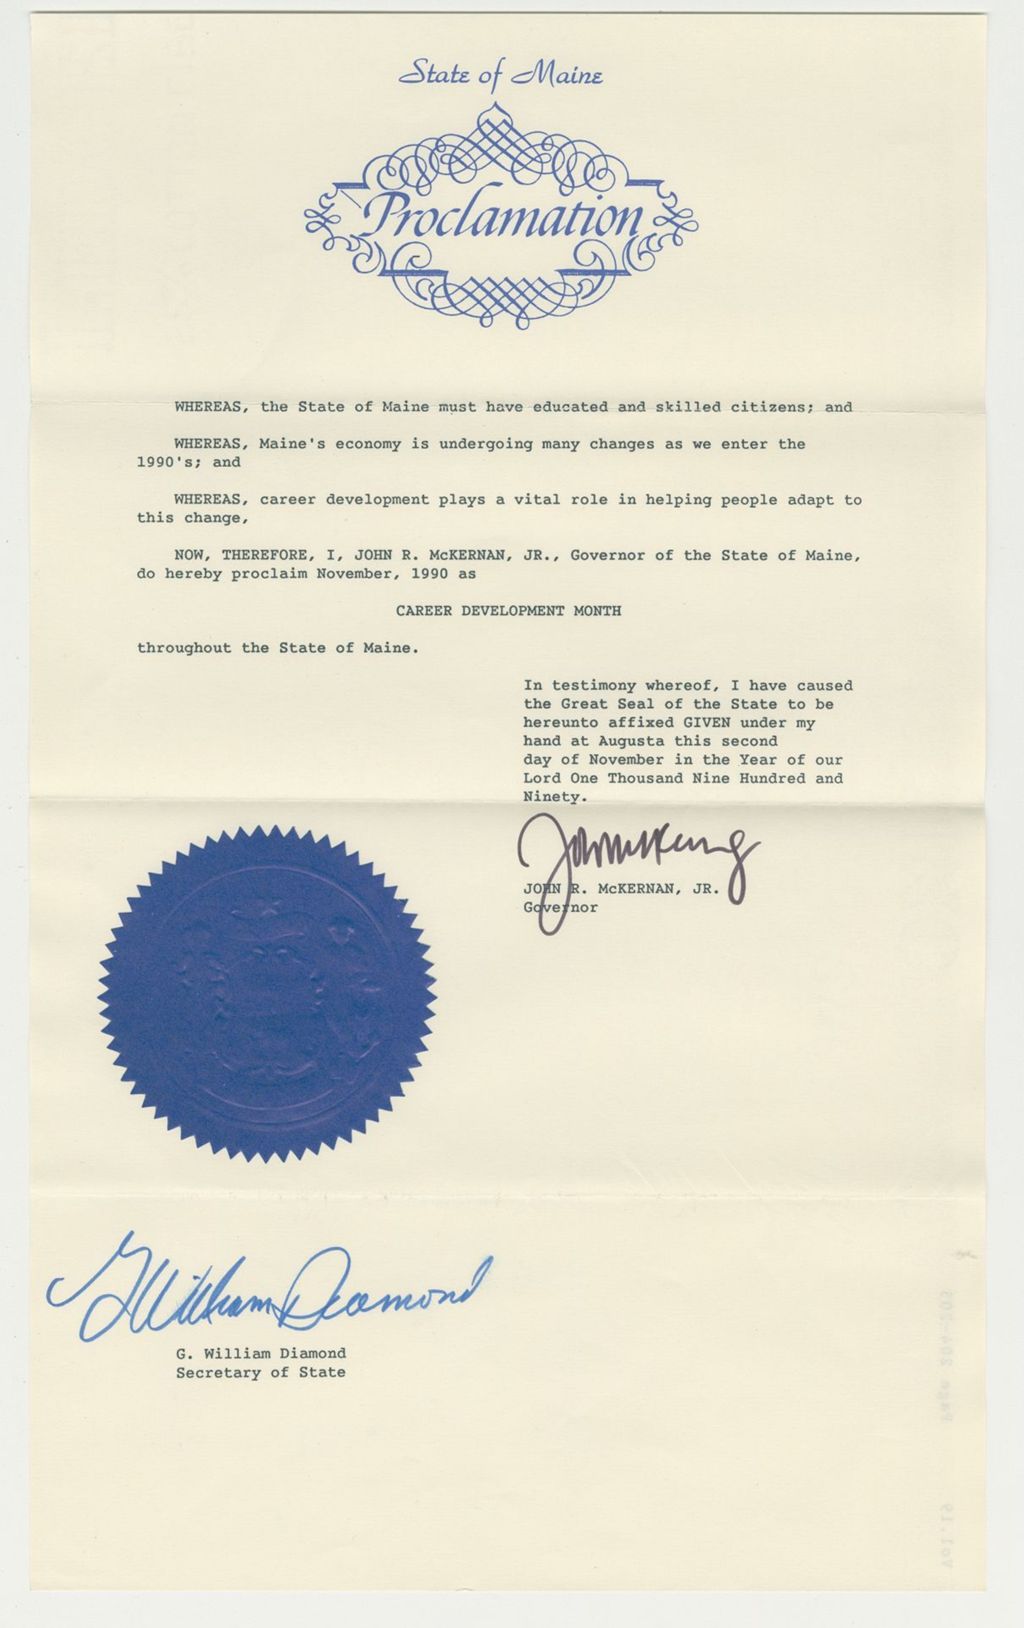 State of Maine
Proclamation
WHEREAS, the State of Maine must have educated and skilled citizens; and
WHEREAS, Maine's economy is undergoing many changes as we enter the
1990's; and
WHEREAS, career development plays a vital role in helping people adapt to
this change,
NOW, THEREFORE, I, JOHN R. McKERNAN, JR., Governor of the State of Maine,
do hereby proclaim November, 1990 as
CAREER DEVELOPMENT MONTH
throughout the State of Maine.
In testimony whereof, I have caused
the Great Seal of the State to be
hereunto affixed GIVEN under my
hand at Augusta this second
day of November in the Year of our
Lord One Thousand Nine Hundred and
Ninety.
JOHN R. McKERNAN, JR.
Governor
G William Diamond
G. William Diamond
Secretary of State
Vol.19 Page 204-205